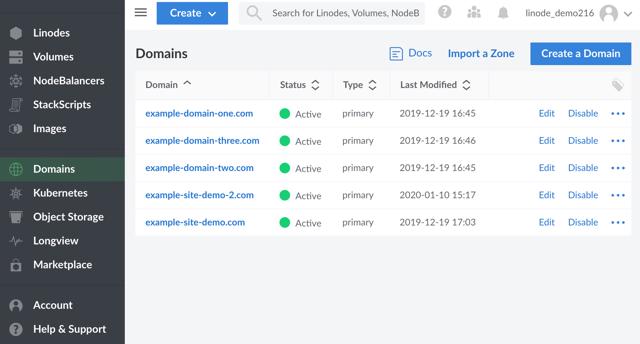 Create
Search for Linodes, Volumes, NodeB
linode_demo216
Linodes
Volumes
NodeBalancers
StackScripts
Images
Domains
Kubernetes
Object Storage
Longview
Marketplace
Account
Help & Support
Domains
Docs
Import a Zone
Create a Domain
Domain Status Type Last Modified
example-domain-one.com Active primary 2019-12-19 16:45 Edit Disable
example-domain-three.com Active primary 2019-12-19 16:46 Edit Disable
example-domain-two.com Active primary 2019-12-19 16:45 Edit Disable
example-site-demo-2.com Active primary 2020-01-10 15:17 Edit Disable
example-site-demo.com Active primary 2019-12-19 17:03 Edit Disable